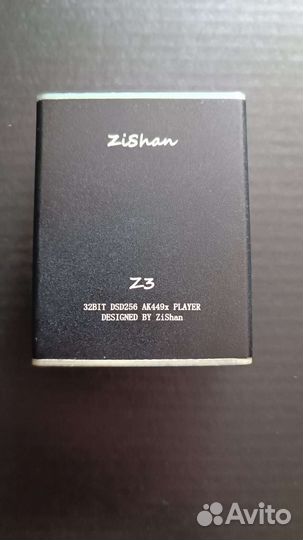 ZiShan
Z3
32BIT DSD256 AK449x PLAYER
DESIGNED BY ZiShan
Avito